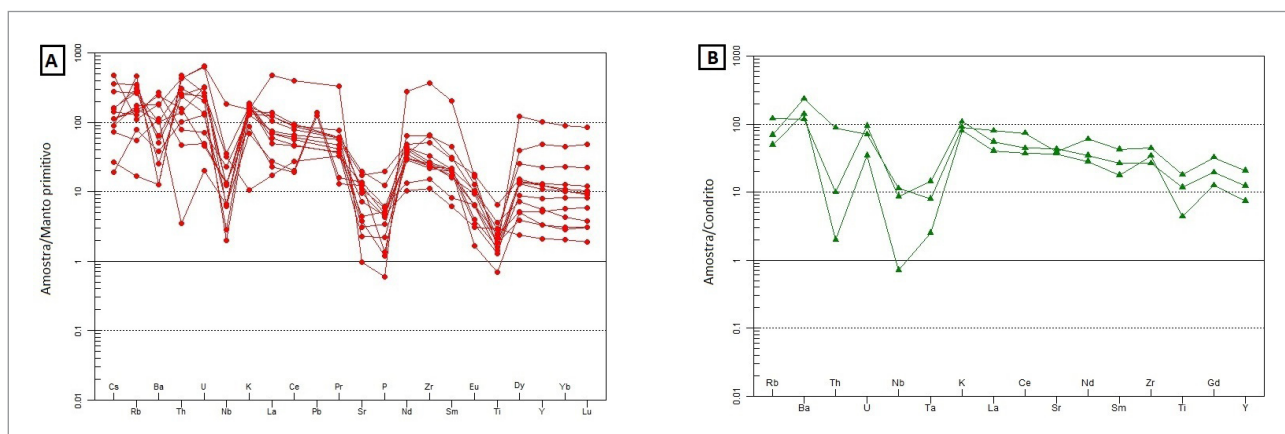 A
Amostra/Manto primitivo
1000
100
10
1
0.1
0.01
Cs Ba U K Ce Pr P Zr Eu Dy Yb
Rb Th Nb La Pb Sr Nd Sm Ti Y Lu
B
Amostra/Condrito
1000
100
10
1
0.1
0.01
Rb Th Nb K Ce Nd Zr Gd
Ba U Ta La Sr Sm Ti Y